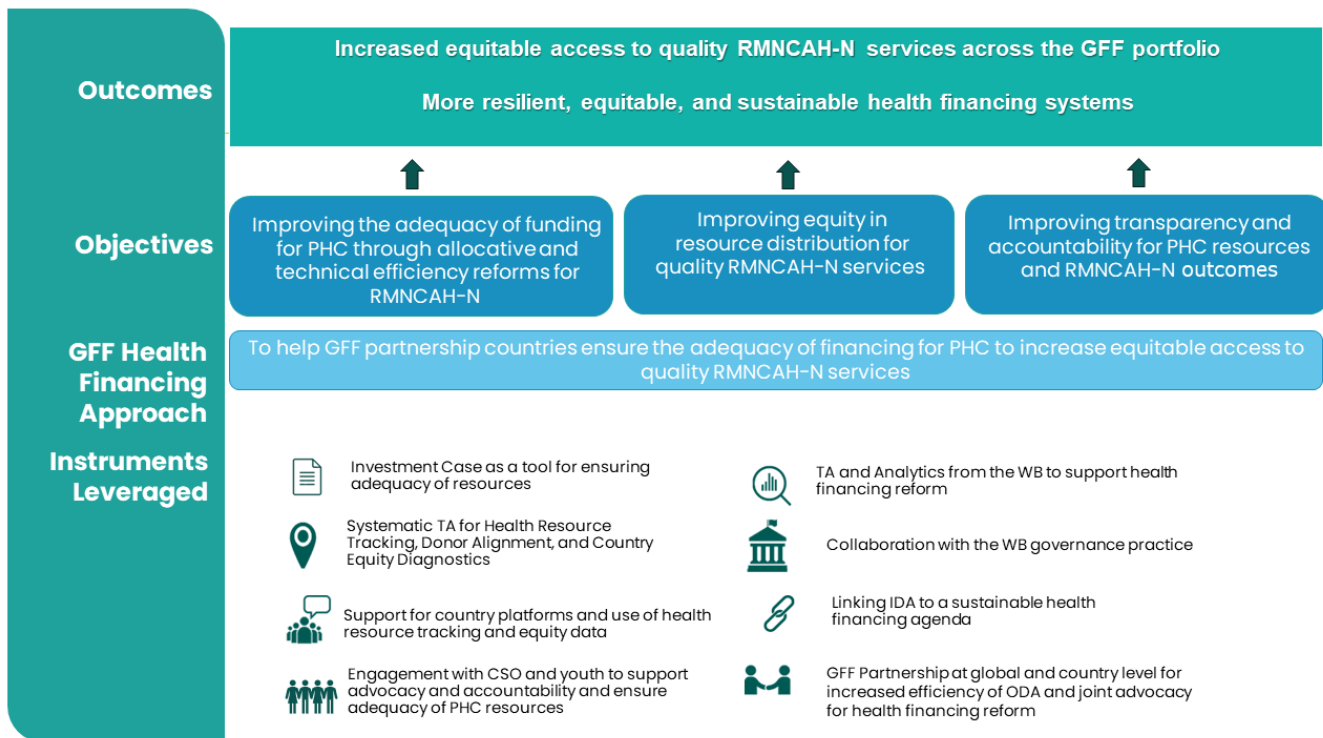 Outcomes
Increased equitable access to quality RMNCAH-N services across the GFF portfolio
More resilient, equitable, and sustainable health financing systems
Objectives
Improving the adequacy of funding
for PHC through allocative and
technical efficiency reforms for
RMNCAH-N
Improving equity in
resource distribution for
quality RMNCAH-N services
Improving transparency and
accountability for PHC resources
and RMNCAH-N outcomes
GFF Health
Financing
Approach
To help GFF partnership countries ensure the adequacy of financing for PHC to increase equitable access to
quality RMNCAH-N services
Instruments
Leveraged
Investment Case as a tool for ensuring
adequacy of resources
Systematic TA for Health Resource
Tracking, Donor Alignment, and Country
Equity Diagnostics
Support for country platforms and use of health
resource tracking and equity data
Engagement with CSO and youth to support
advocacy and accountability and ensure
adequacy of PHC resources
TA and Analytics from the WB to support health
financing reform
Collaboration with the WB governance practice
Linking IDA to a sustainable health
financing agenda
GFF Partnership at global and country level for
increased efficiency of ODA and joint advocacy
for health financing reform